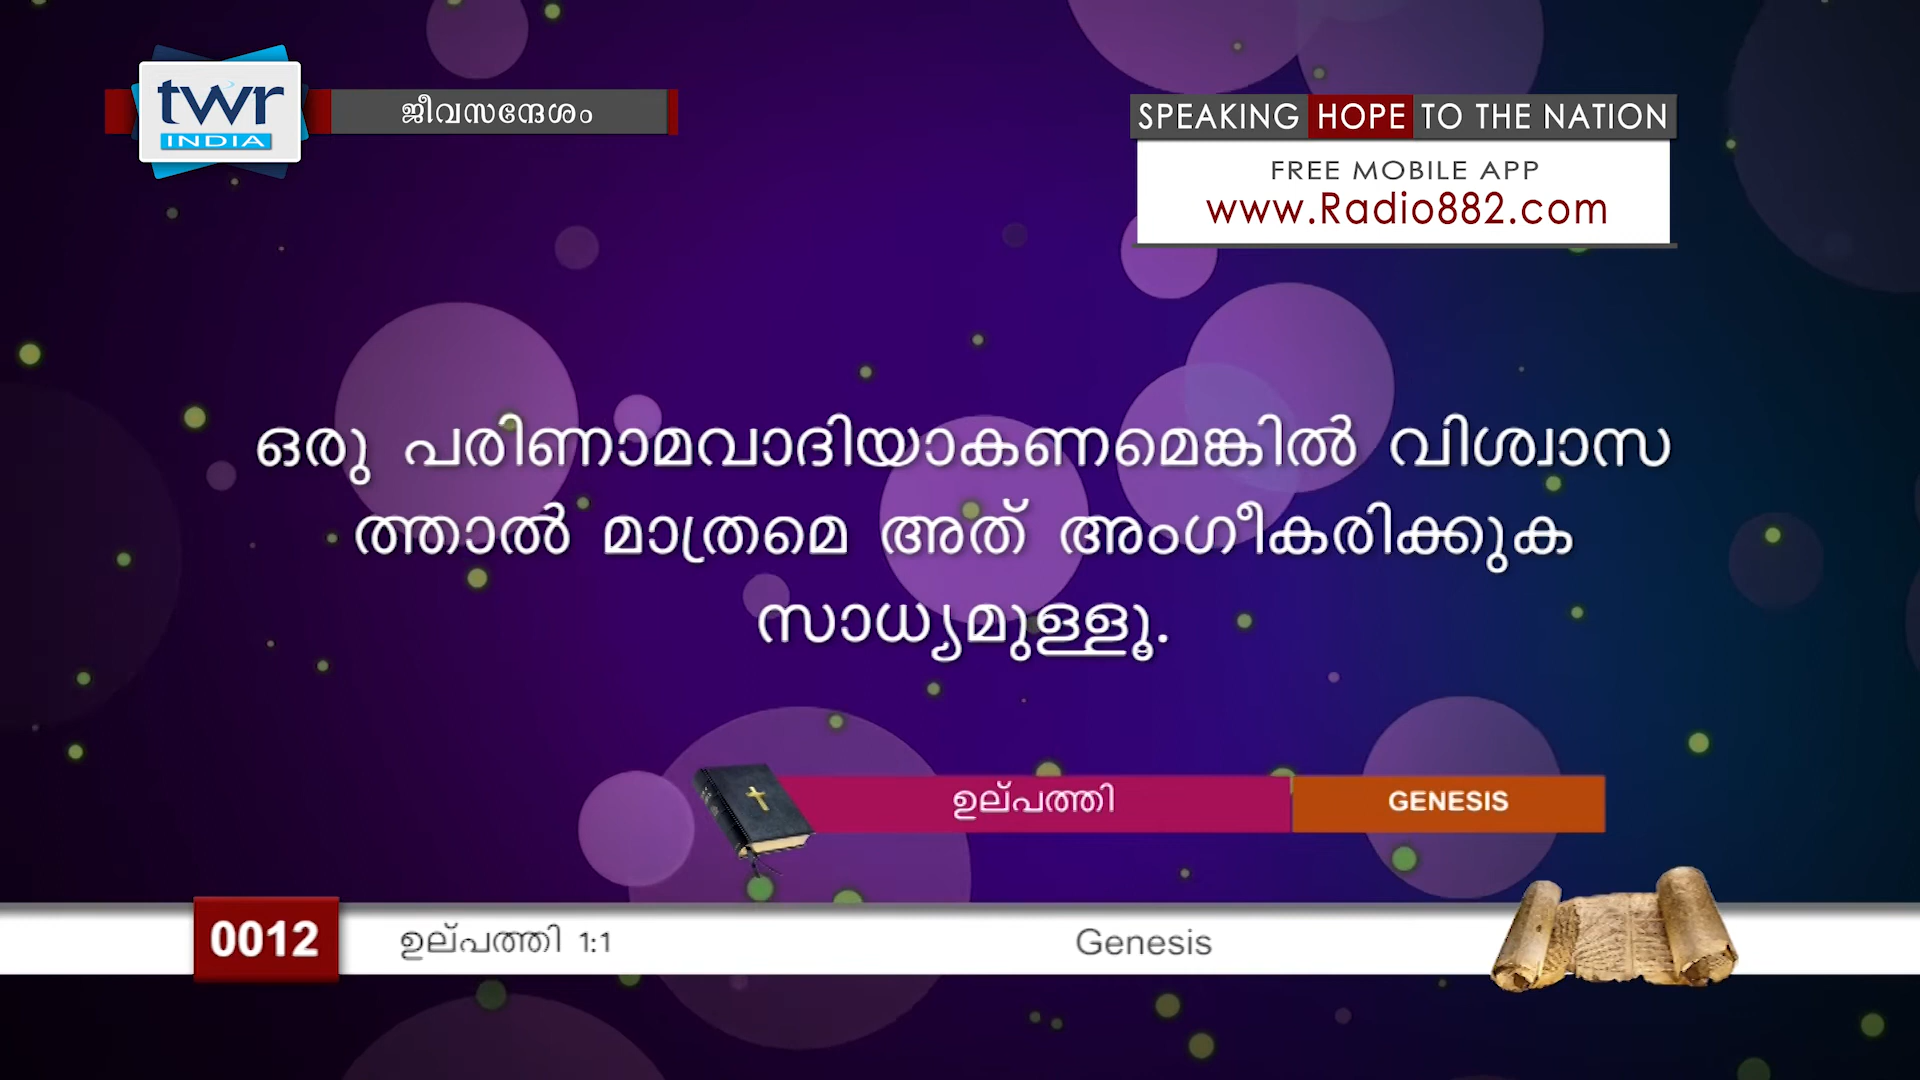 twr
INDIA
ജീവസന്ദേശം
SPEAKING HOPE TO THE NATION
FREE MOBILE APP
www.Radio882.com
ഒരു പരിണാമവാദിയാകണമെങ്കിൽ വിശ്വാസ
ത്താൽ മാത്രമെ അത് അംഗീകരിക്കുക
സാധ്യമുള്ളൂ.
ഉല്പത്തി
GENESIS
0012
ഉല്പത്തി 1:1
Genesis